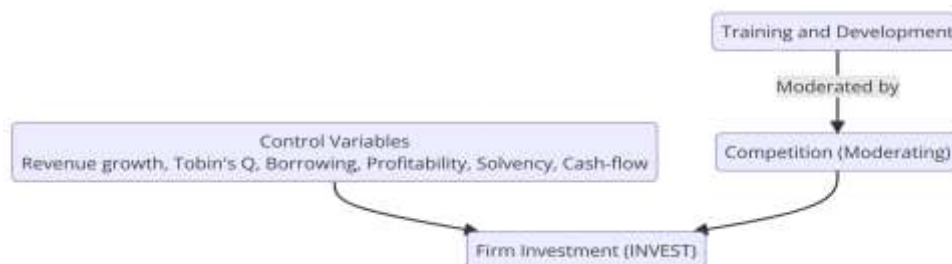 Training and Development
Moderated by
Control Variables
Revenue growth, Tobin's Q, Borrowing, Profitability, Solvency, Cash-flow
Competition (Moderating)
Firm Investment (INVEST)